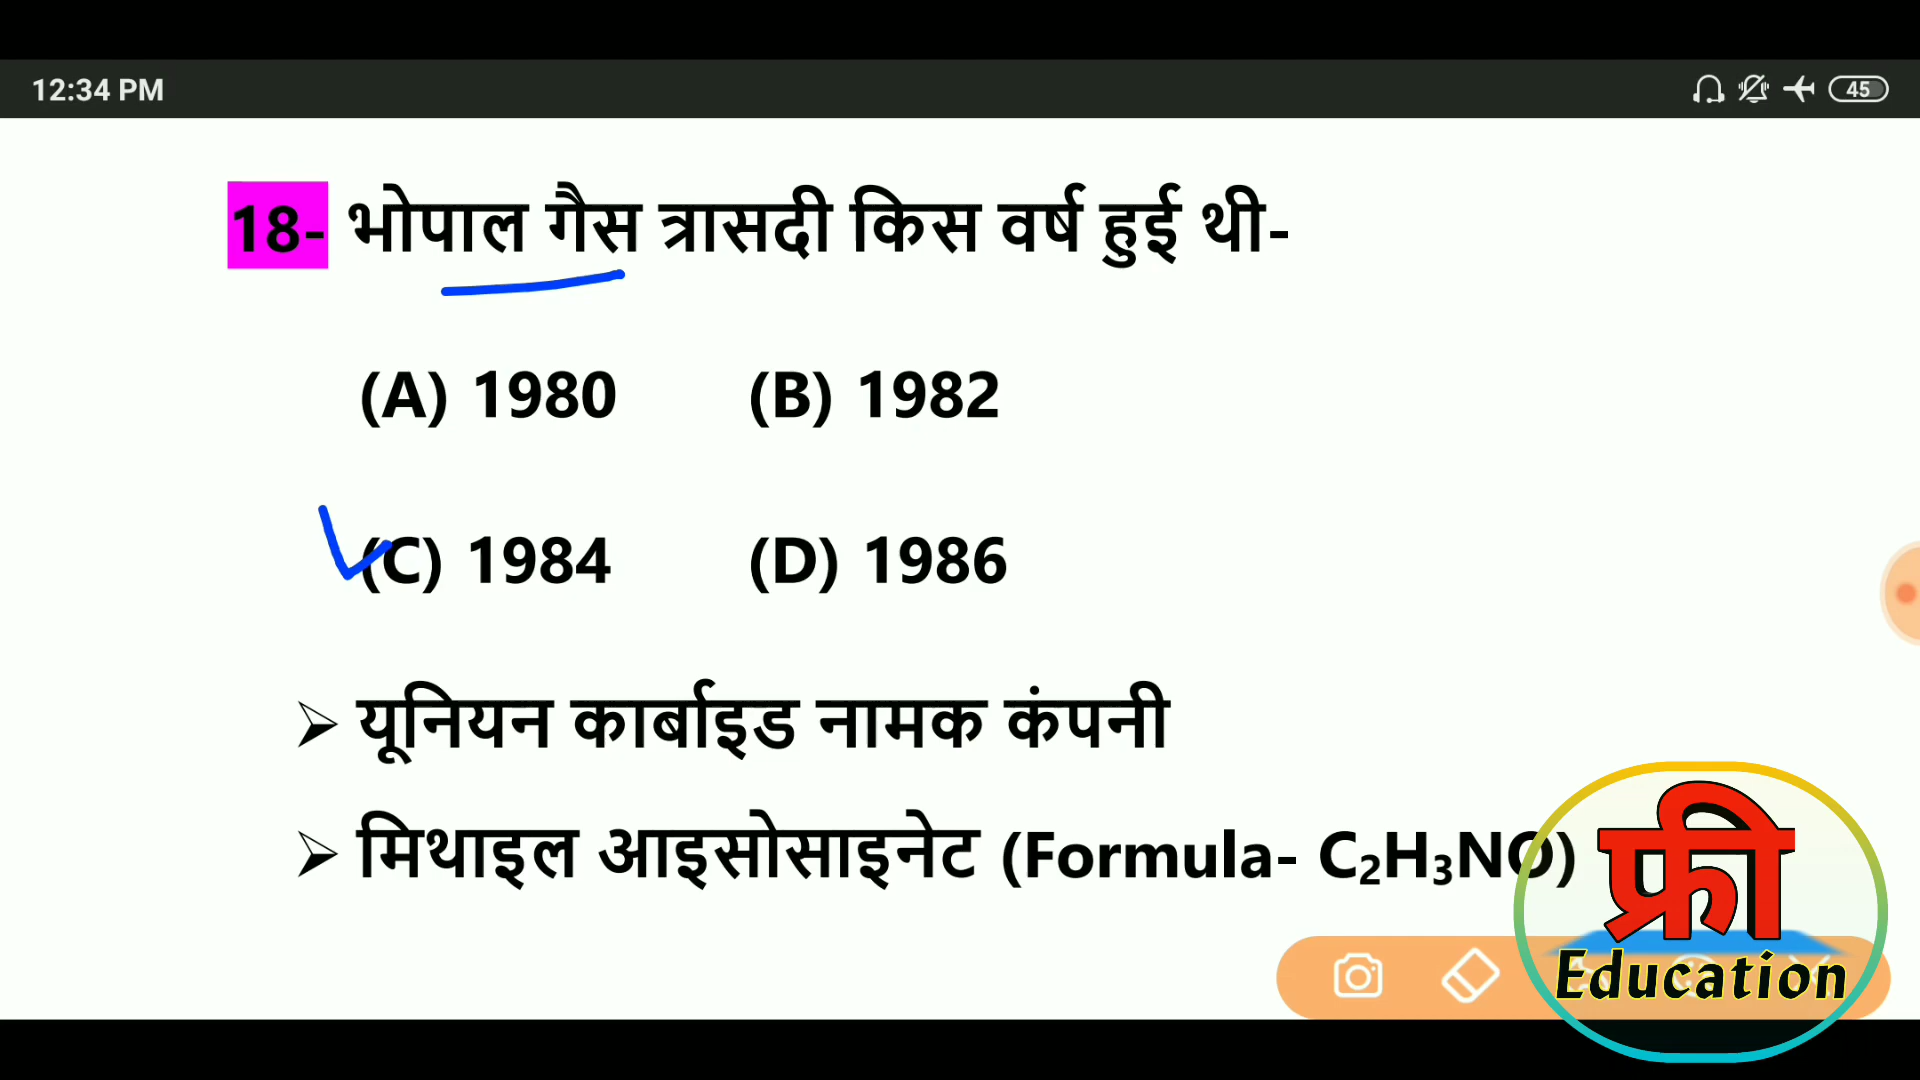 12:34 PM
45
18- भोपाल गैस त्रासदी किस वर्ष हुई थी-
(A) 1980 (B) 1982
(C) 1984 (D) 1986
➢ यूनियन कार्बाइड नामक कंपनी
➢ मिथाइल आइसोसाइनेट (Formula- C₂H₃NO)
फ्री
Education